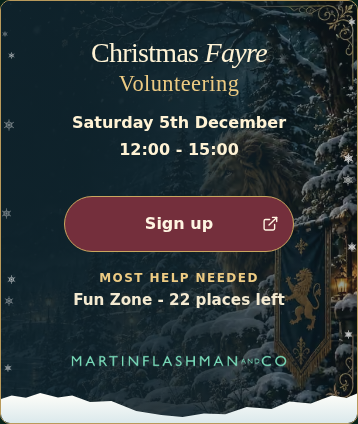 Christmas Fayre
Volunteering
Saturday 5th December
12:00 - 15:00
Sign up
MOST HELP NEEDED
Fun Zone - 22 places left
MARTINFLASHMANANDCO